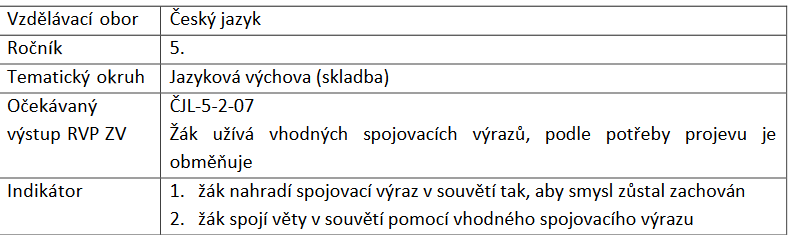 Vzdělávací obor Český jazyk
Ročník 5.
Tematický okruh Jazyková výchova (skladba)
Očekávaný ČJL-5-2-07
výstup RVP ZV Žák užívá vhodných spojovacích výrazů, podle potřeby projevu je
obměňuje
Indikátor 1. žák nahradí spojovací výraz v souvětí tak, aby smysl zůstal zachován
2. žák spojí věty v souvětí pomocí vhodného spojovacího výrazu